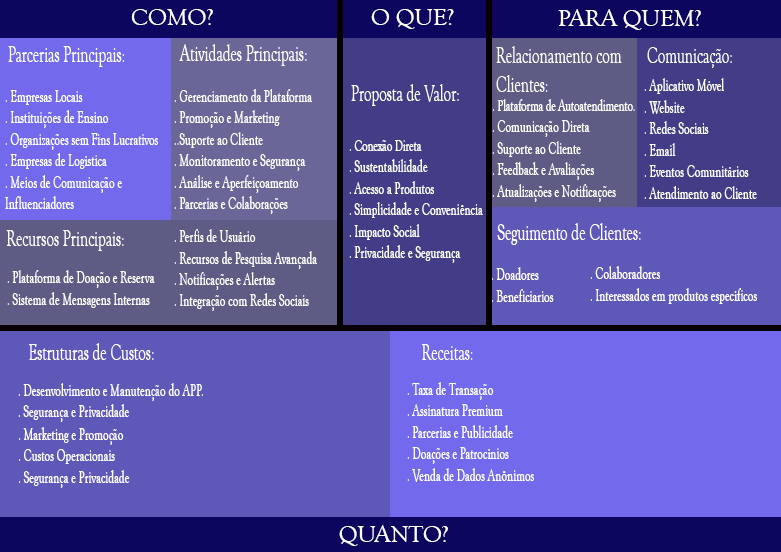 COMO?
Parcerias Principais:
. Empresas Locais
. Instituições de Ensino
. Organizações sem Fins Lucrativos
. Empresas de Logística
. Meios de Comunicação e
Influenciadores
Atividades Principais:
. Gerenciamento da Plataforma
. Promoção e Marketing
..Suporte ao Cliente
. Monitoramento e Segurança
. Análise e Aperfeiçoamento
. Parcerias e Colaborações
Recursos Principais:
. Plataforma de Doação e Reserva
. Sistema de Mensagens Internas
. Perfis de Usuário
. Recursos de Pesquisa Avançada
. Notificações e Alertas
. Integração com Redes Sociais
O QUE?
Proposta de Valor:
. Conexão Direta
. Sustentabilidade
. Acesso a Produtos
. Simplicidade e Conveniência
. Impacto Social
. Privacidade e Segurança
PARA QUEM?
Relacionamento com
Clientes:
. Plataforma de Autoatendimento.
. Comunicação Direta
. Suporte ao Cliente
. Feedback e Avaliações
. Atualizações e Notificações
Comunicação:
. Aplicativo Móvel
. Website
. Redes Sociais
. Email
. Eventos Comunitários
. Atendimento ao Cliente
Seguimento de Clientes:
. Doadores
. Beneficiarios
. Colaboradores
. Interessados em produtos especificos
Estruturas de Custos:
. Desenvolvimento e Manutenção do APP.
. Segurança e Privacidade
. Marketing e Promoção
. Custos Operacionais
. Segurança e Privacidade
Receitas:
. Taxa de Transação
. Assinatura Premium
. Parcerias e Publicidade
. Doações e Patrocínios
. Venda de Dados Anônimos
QUANTO?